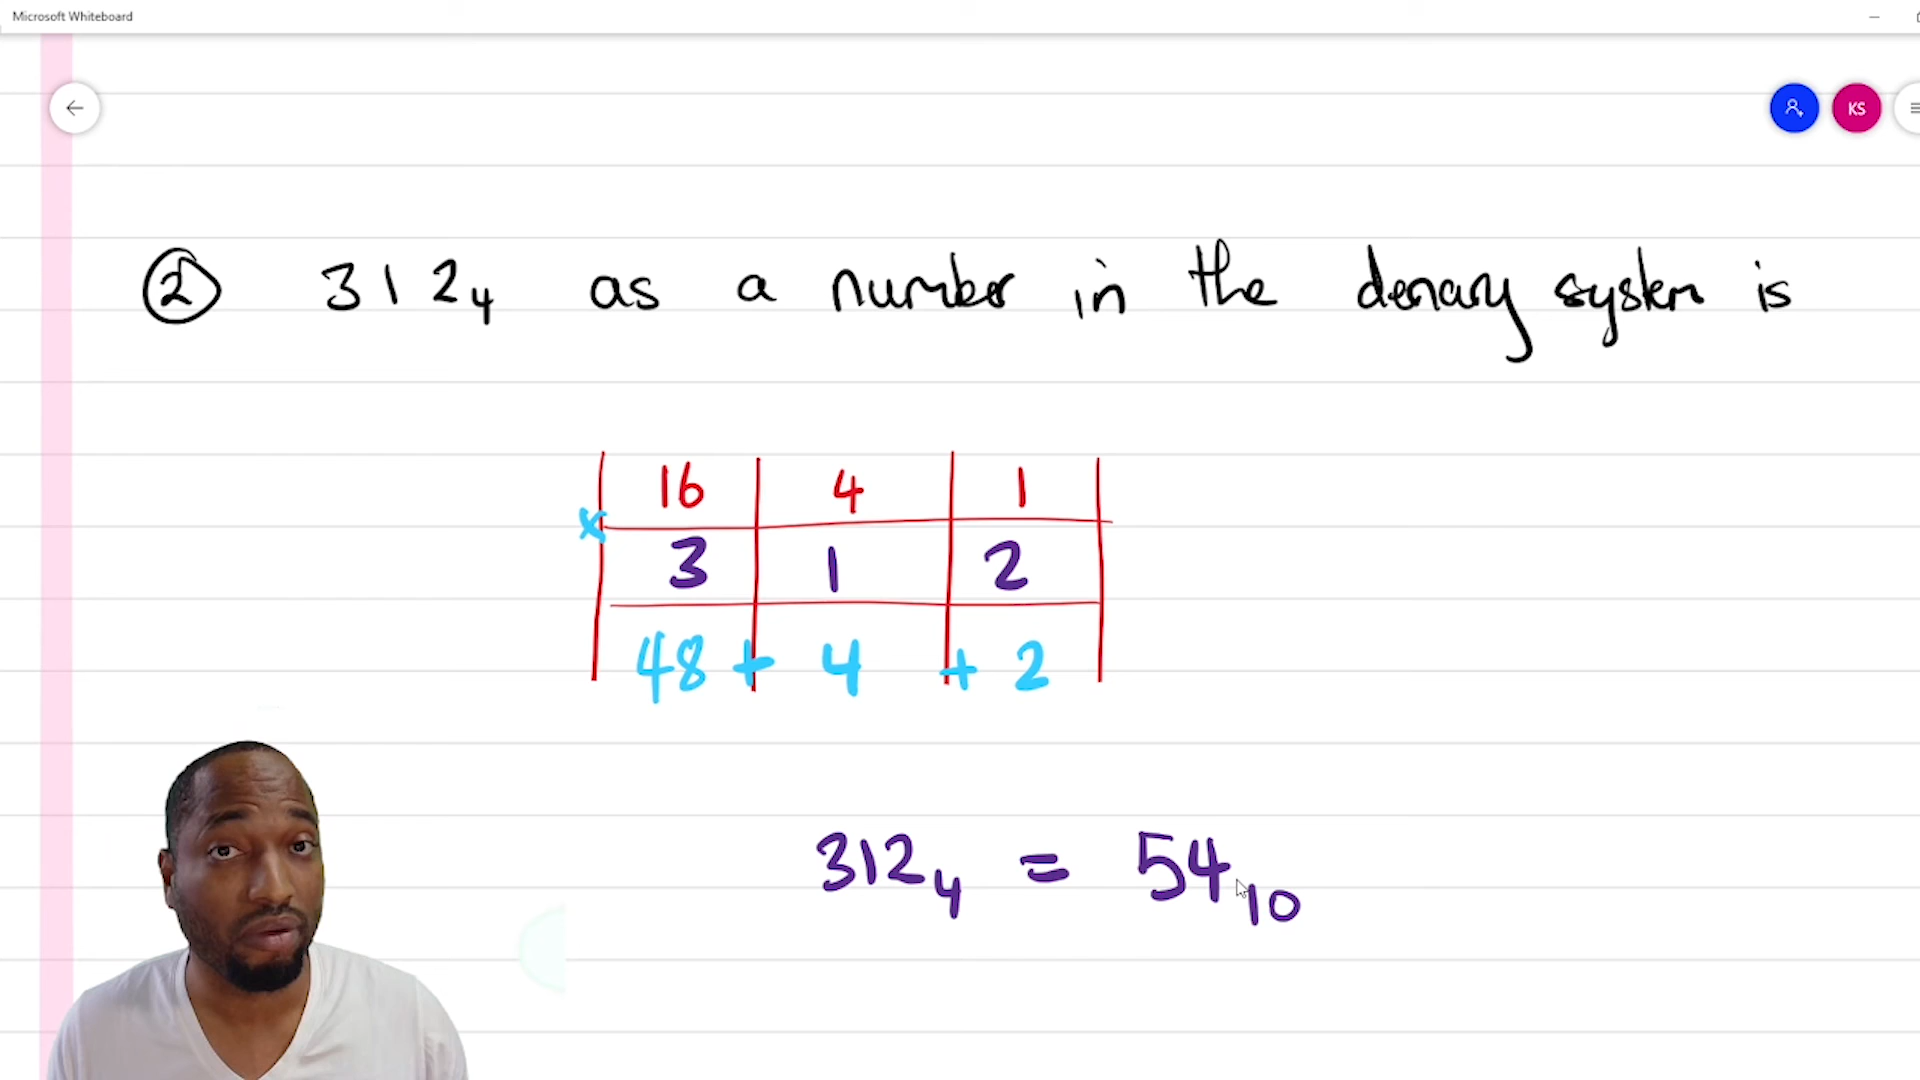 Microsoft Whiteboard
KS
② 312₄ as a number in the denary system is
16 4 1
x
3 1 2
48 + 4 + 2
312₄ = 54₁₀